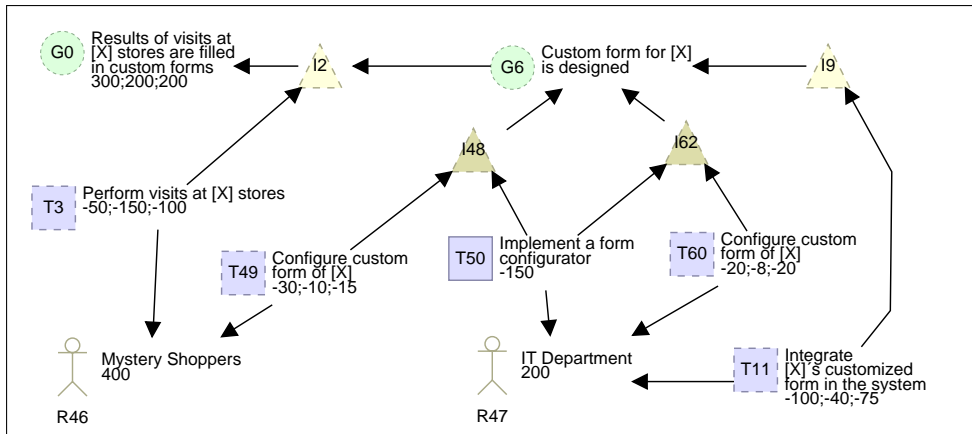 G0
Results of visits at
[X] stores are filled
in custom forms
300;200;200
I2
G6
Custom form for [X]
is designed
I9
I48
I62
T3
Perform visits at [X] stores
-50;-150;-100
T49
Configure custom
form of [X]
-30;-10;-15
T50
Implement a form
configurator
-150
T60
Configure custom
form of [X]
-20;-8;-20
Mystery Shoppers
400
R46
IT Department
200
R47
T11
Integrate
[X]´s customized
form in the system
-100;-40;-75